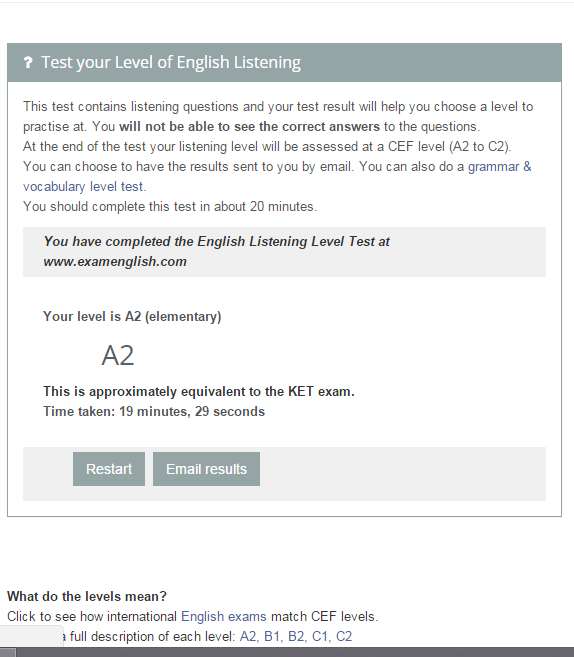 ? Test your Level of English Listening
This test contains listening questions and your test result will help you choose a level to
practise at. You will not be able to see the correct answers to the questions.
At the end of the test your listening level will be assessed at a CEF level (A2 to C2).
You can choose to have the results sent to you by email. You can also do a grammar &
vocabulary level test.
You should complete this test in about 20 minutes.
You have completed the English Listening Level Test at
www.examenglish.com
Your level is A2 (elementary)
A2
This is approximately equivalent to the KET exam.
Time taken: 19 minutes, 29 seconds
Restart Email results
What do the levels mean?
Click to see how international English exams match CEF levels.
full description of each level: A2, B1, B2, C1, C2